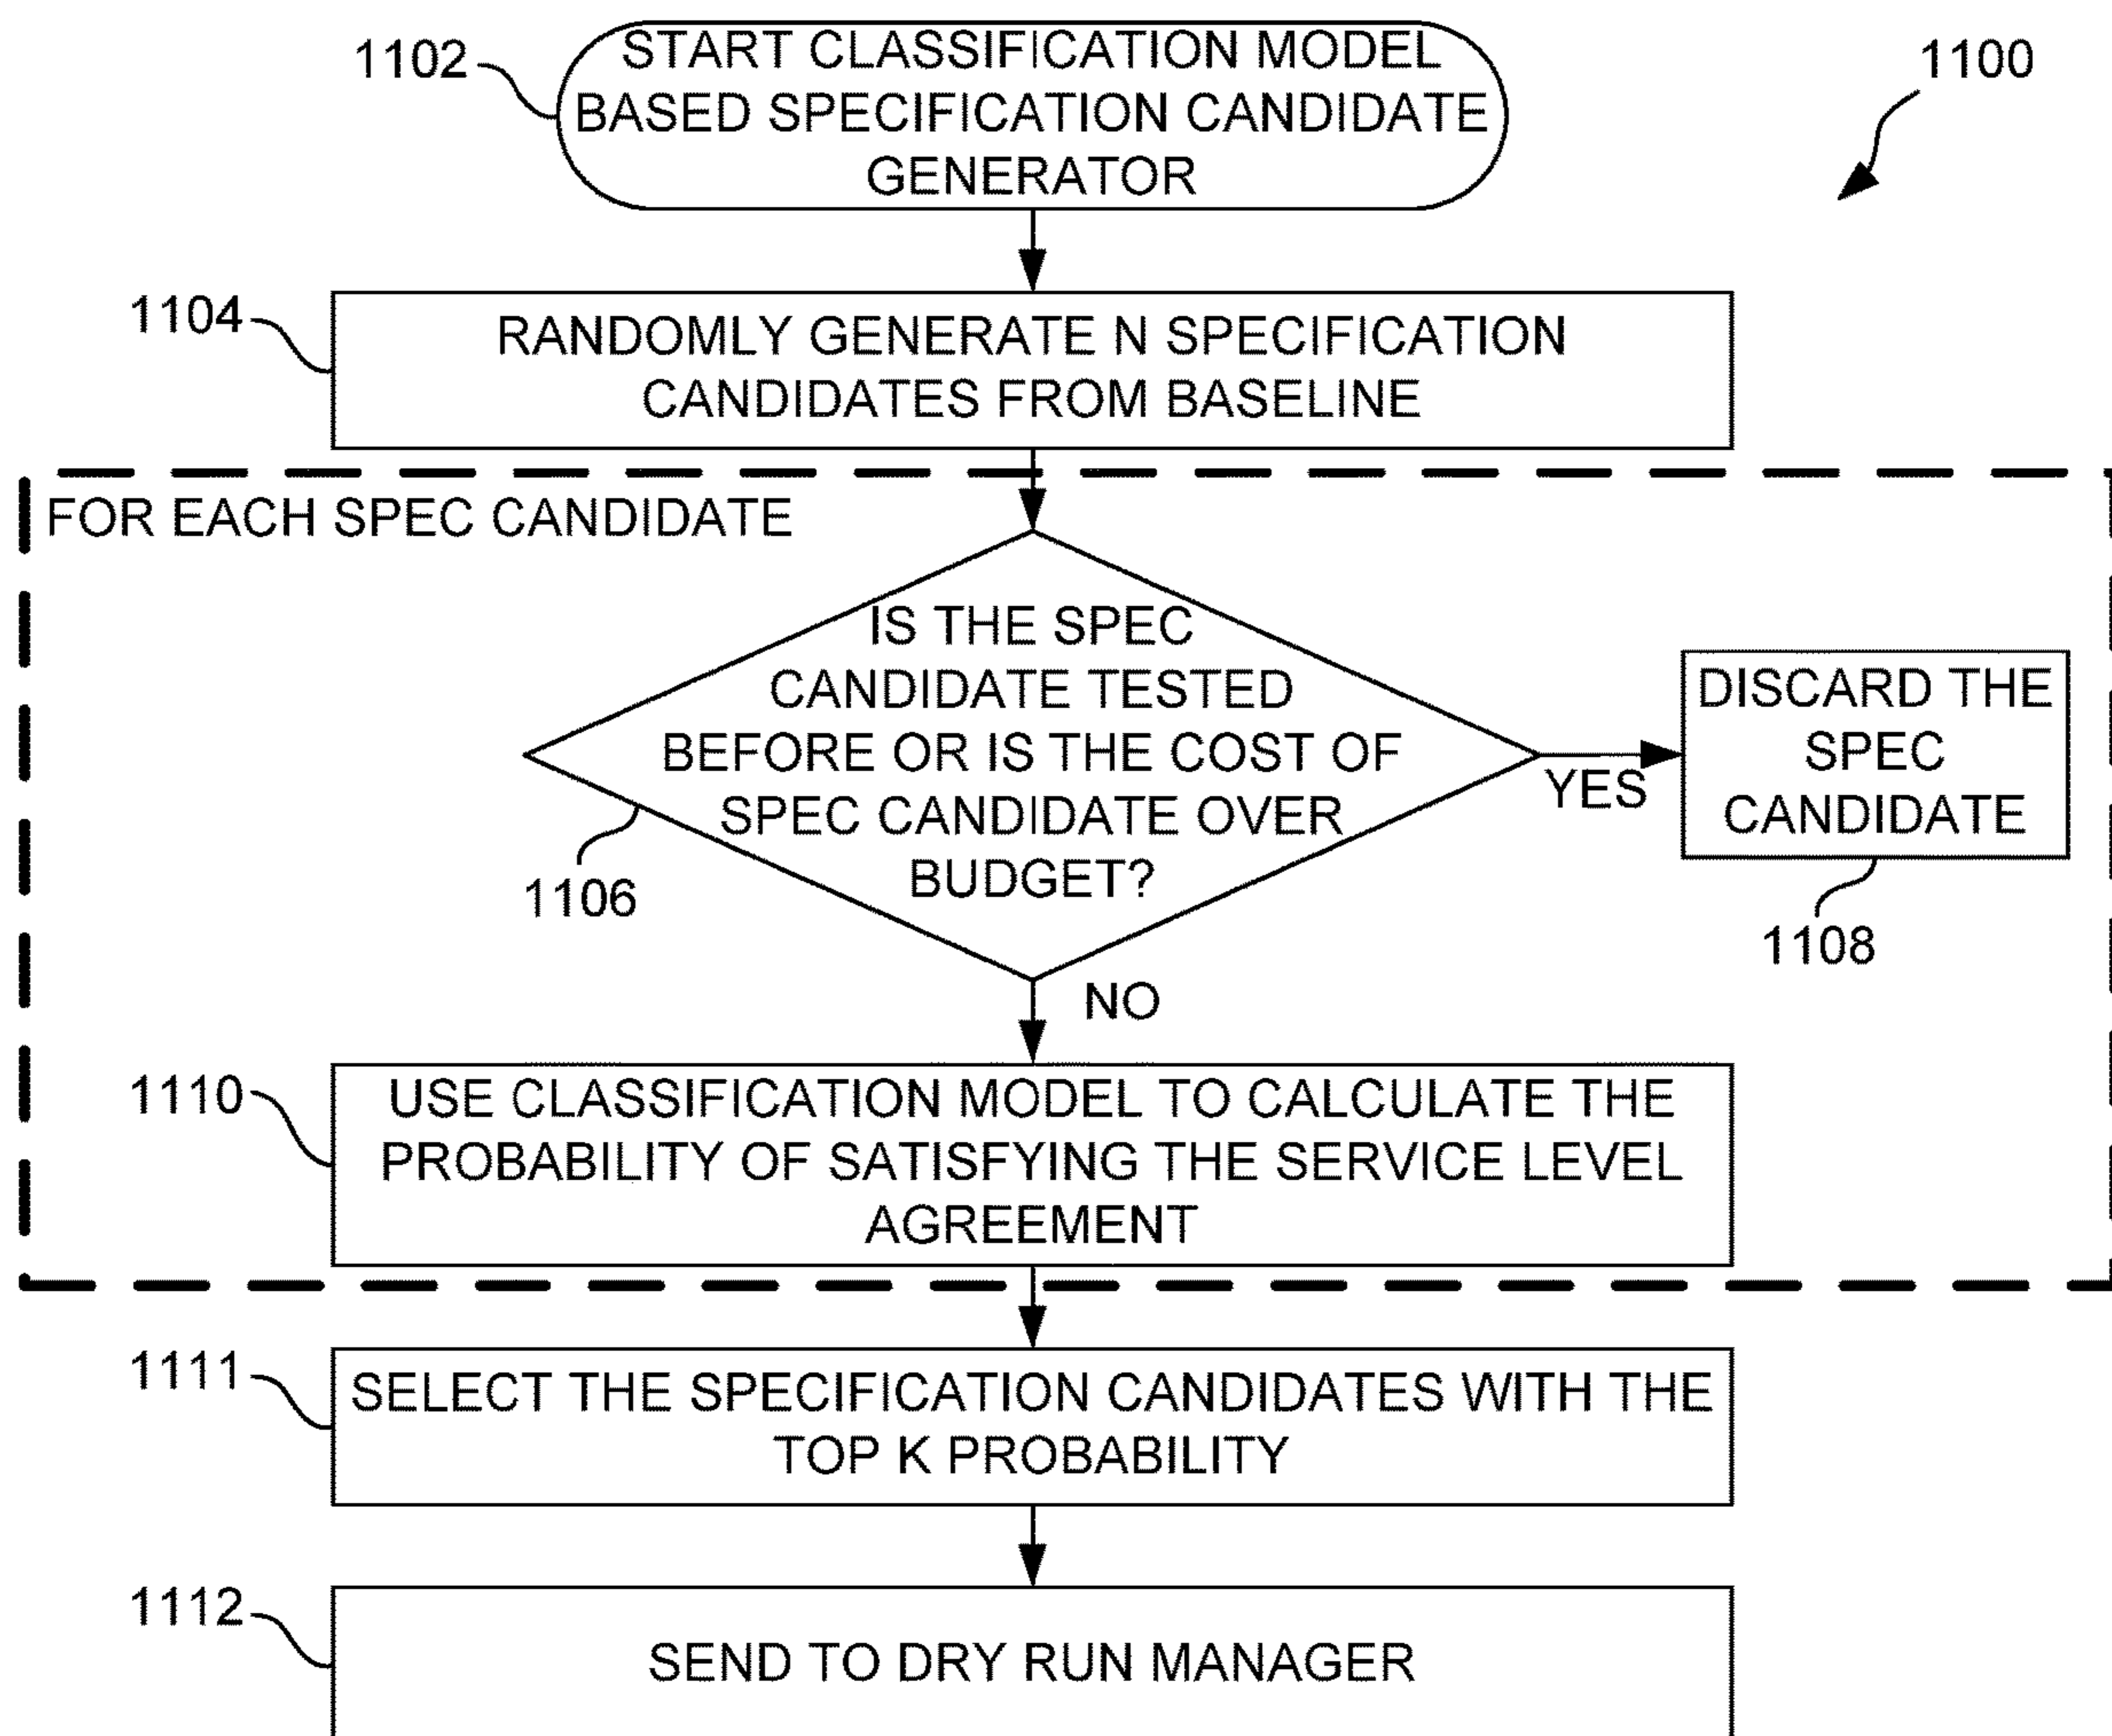 1102
START CLASSIFICATION MODEL
BASED SPECIFICATION CANDIDATE
GENERATOR
1100
1104
RANDOMLY GENERATE N SPECIFICATION
CANDIDATES FROM BASELINE
FOR EACH SPEC CANDIDATE
IS THE SPEC
CANDIDATE TESTED
BEFORE OR IS THE COST OF
SPEC CANDIDATE OVER
BUDGET?
1106
YES
DISCARD THE
SPEC
CANDIDATE
1108
NO
1110
USE CLASSIFICATION MODEL TO CALCULATE THE
PROBABILITY OF SATISFYING THE SERVICE LEVEL
AGREEMENT
1111
SELECT THE SPECIFICATION CANDIDATES WITH THE
TOP K PROBABILITY
1112
SEND TO DRY RUN MANAGER